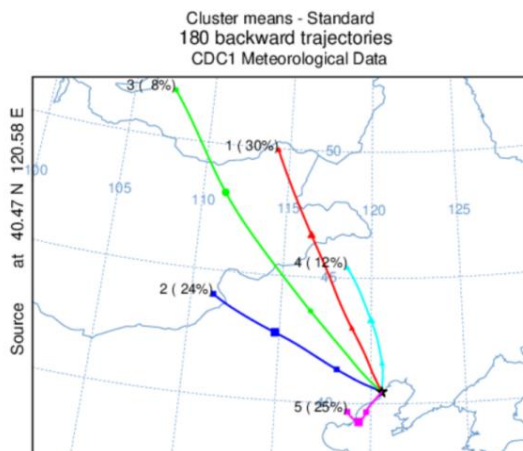 Cluster means - Standard
180 backward trajectories
CDC1 Meteorological Data
Source at 40.47 N 120.58 E
3 ( 8%)
1 ( 30%)
50
100
105
110
115
120
125
4 ( 12%)
45
2 ( 24%)
40
5 ( 25%)